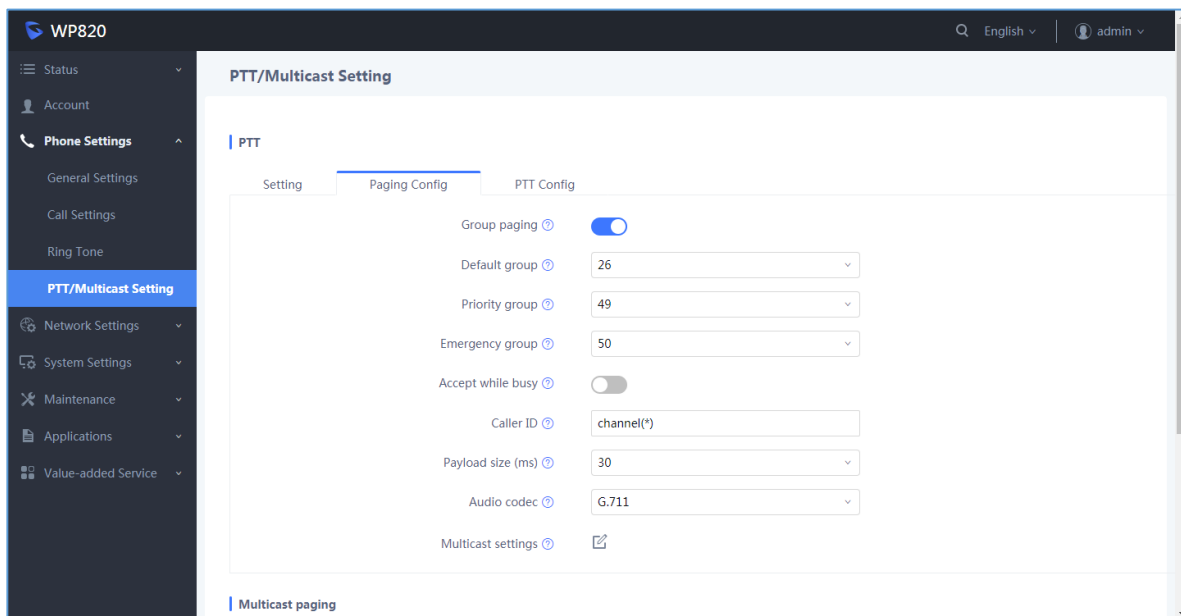 WP820
English
admin
Status
Account
Phone Settings
General Settings
Call Settings
Ring Tone
PTT/Multicast Setting
Network Settings
System Settings
Maintenance
Applications
Value-added Service
PTT/Multicast Setting
PTT
Setting Paging Config PTT Config
Group paging
Default group 26
Priority group 49
Emergency group 50
Accept while busy
Caller ID channel(*)
Payload size (ms) 30
Audio codec G.711
Multicast settings
Multicast paging